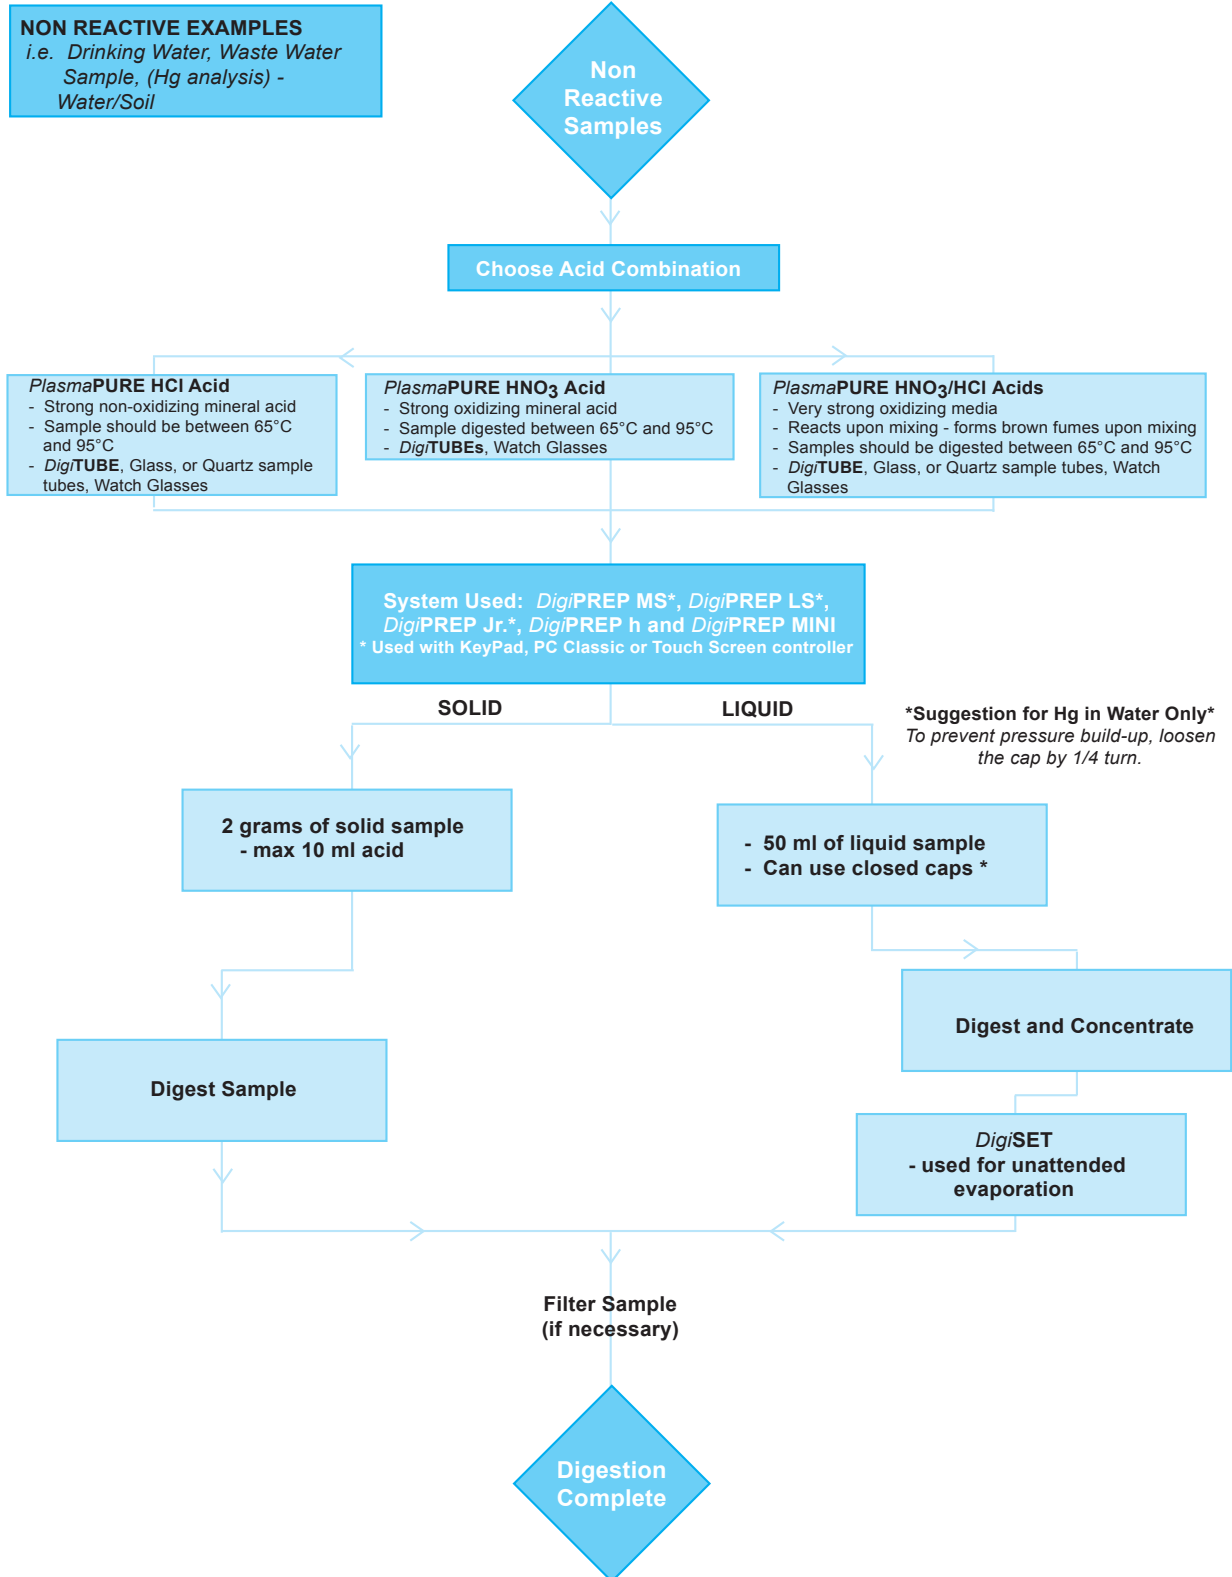 NON REACTIVE EXAMPLES
i.e. Drinking Water, Waste Water
Sample, (Hg analysis) -
Water/Soil
Non
Reactive
Samples
Choose Acid Combination
PlasmaPURE HCl Acid
- Strong non-oxidizing mineral acid
- Sample should be between 65°C
and 95°C
- DigiTUBE, Glass, or Quartz sample
tubes, Watch Glasses
PlasmaPURE HNO3 Acid
- Strong oxidizing mineral acid
- Sample digested between 65°C and 95°C
- DigiTUBEs, Watch Glasses
PlasmaPURE HNO3/HCl Acids
- Very strong oxidizing media
- Reacts upon mixing - forms brown fumes upon mixing
- Samples should be digested between 65°C and 95°C
- DigiTUBE, Glass, or Quartz sample tubes, Watch
Glasses
System Used: DigiPREP MS*, DigiPREP LS*,
DigiPREP Jr.*, DigiPREP h and DigiPREP MINI
* Used with KeyPad, PC Classic or Touch Screen controller
SOLID
LIQUID
*Suggestion for Hg in Water Only*
To prevent pressure build-up, loosen
the cap by 1/4 turn.
2 grams of solid sample
- max 10 ml acid
- 50 ml of liquid sample
- Can use closed caps *
Digest and Concentrate
Digest Sample
DigiSET
- used for unattended
evaporation
Filter Sample
(if necessary)
Digestion
Complete